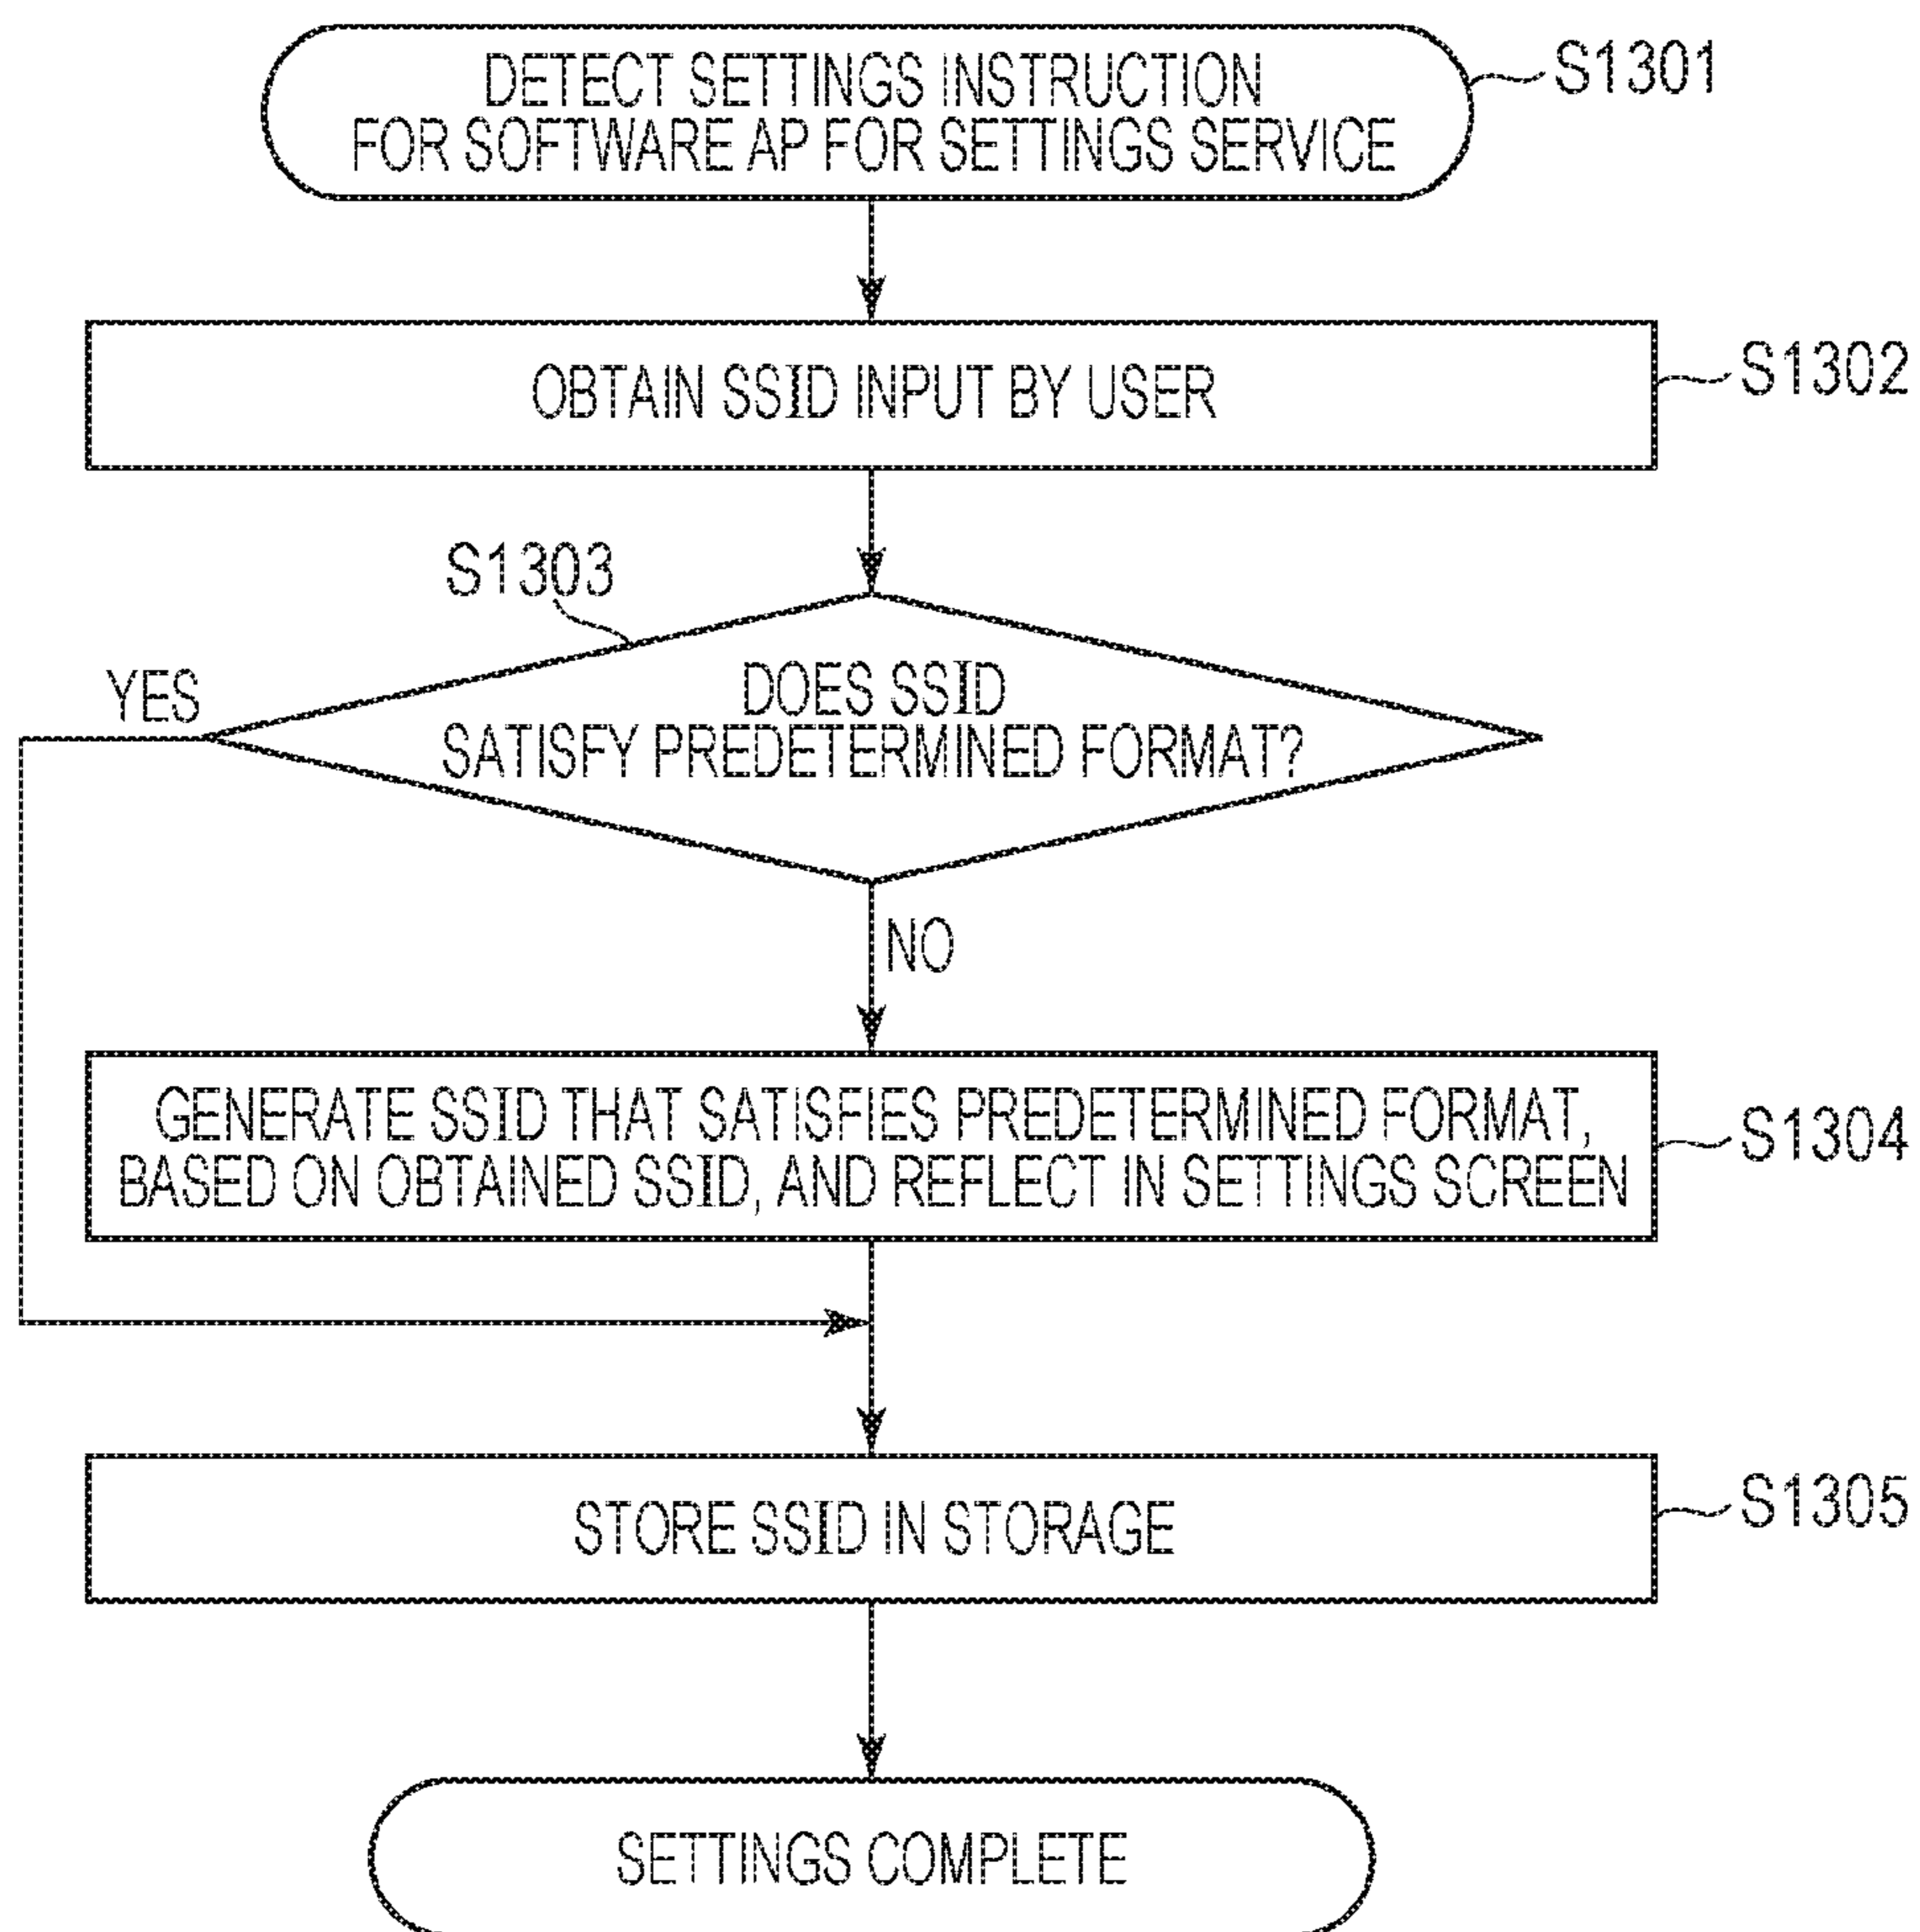 DETECT SETTINGS INSTRUCTION
FOR SOFTWARE AP FOR SETTINGS SERVICE
S1301
OBTAIN SSID INPUT BY USER
S1302
S1303
YES
DOES SSID
SATISFY PREDETERMINED FORMAT?
NO
GENERATE SSID THAT SATISFIES PREDETERMINED FORMAT,
BASED ON OBTAINED SSID, AND REFLECT IN SETTINGS SCREEN
S1304
STORE SSID IN STORAGE
S1305
SETTINGS COMPLETE